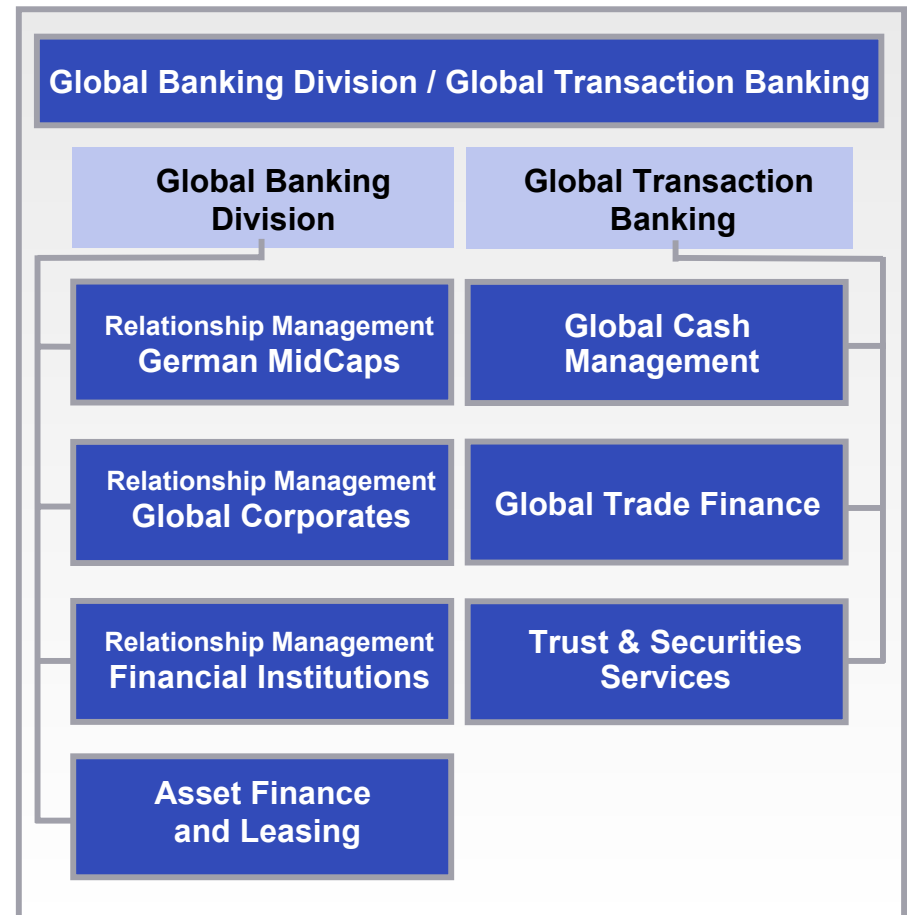 Global Banking Division / Global Transaction Banking
Global Banking
Division
Relationship Management
German MidCaps
Relationship Management
Global Corporates
Relationship Management
Financial Institutions
Asset Finance
and Leasing
Global Transaction
Banking
Global Cash
Management
Global Trade Finance
Trust & Securities
Services